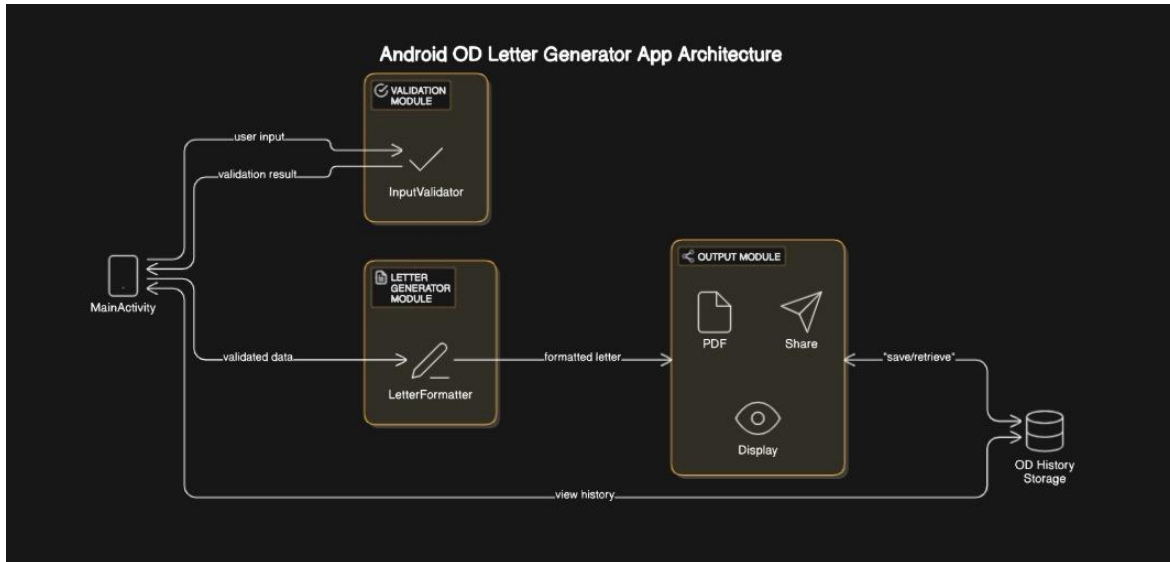 Android OD Letter Generator App Architecture
VALIDATION
MODULE
user input
validation result
InputValidator
MainActivity
LETTER
GENERATOR
MODULE
validated data
LetterFormatter
formatted letter
OUTPUT MODULE
PDF
Share
Display
"save/retrieve"
OD History
Storage
view history